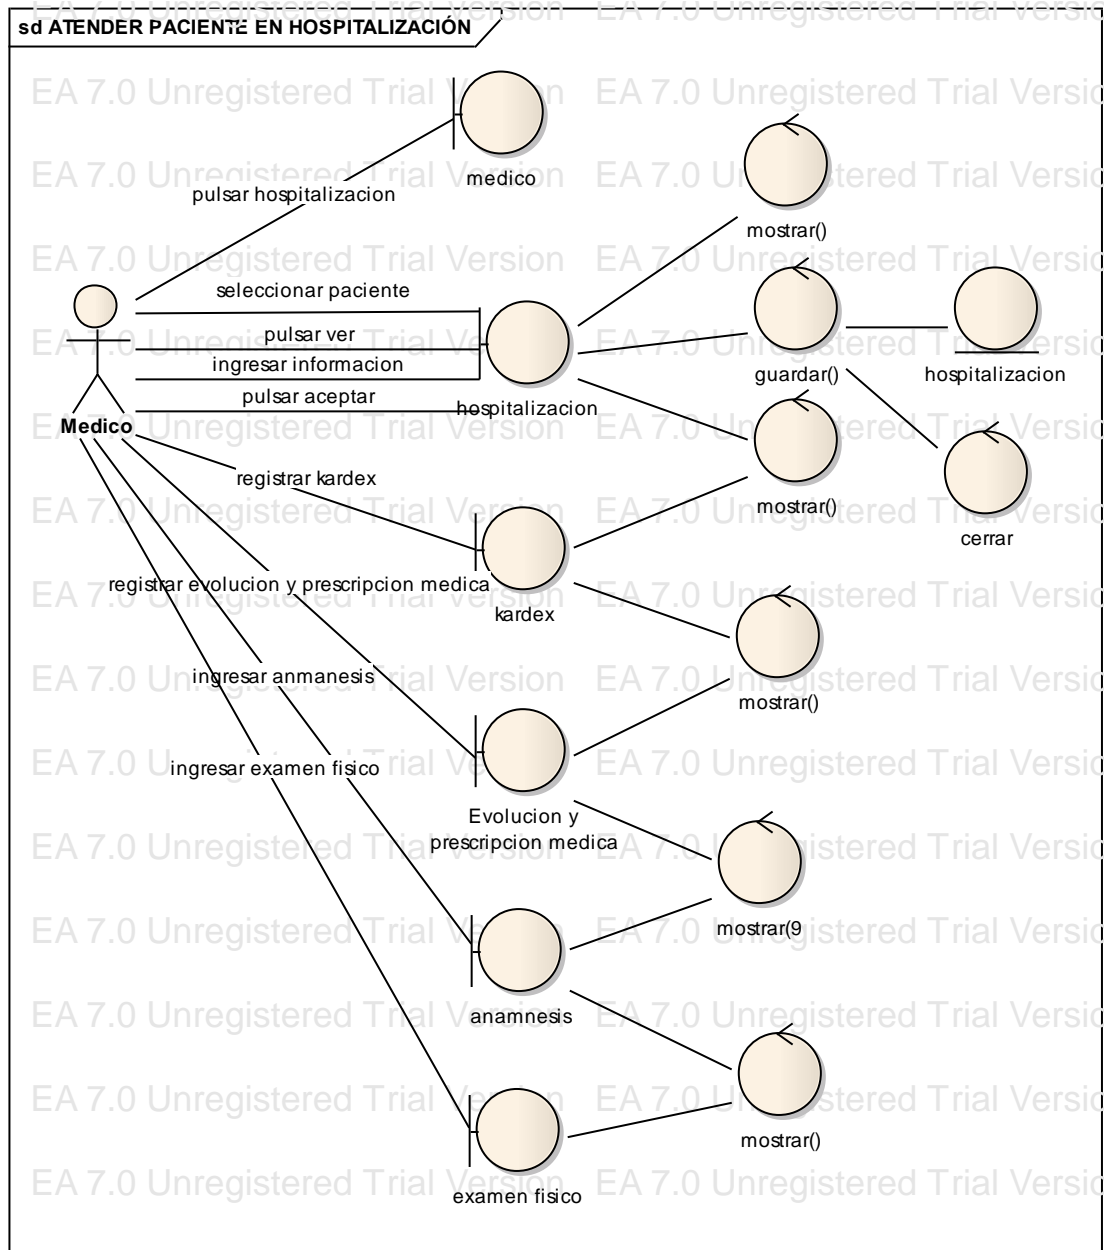 sd ATENDER PACIENTE EN HOSPITALIZACIÓN
EA 7.0 Unregistered Trial Version
medico
pulsar hospitalizacion
mostrar()
seleccionar paciente
pulsar ver
ingresar informacion
pulsar aceptar
hospitalizacion
guardar()
hospitalizacion
Medico
registrar kardex
mostrar()
cerrar
registrar evolucion y prescripcion medica
kardex
ingresar anmanesis
mostrar()
ingresar examen fisico
Evolucion y
prescripcion medica
mostrar(9
anamnesis
mostrar()
examen fisico